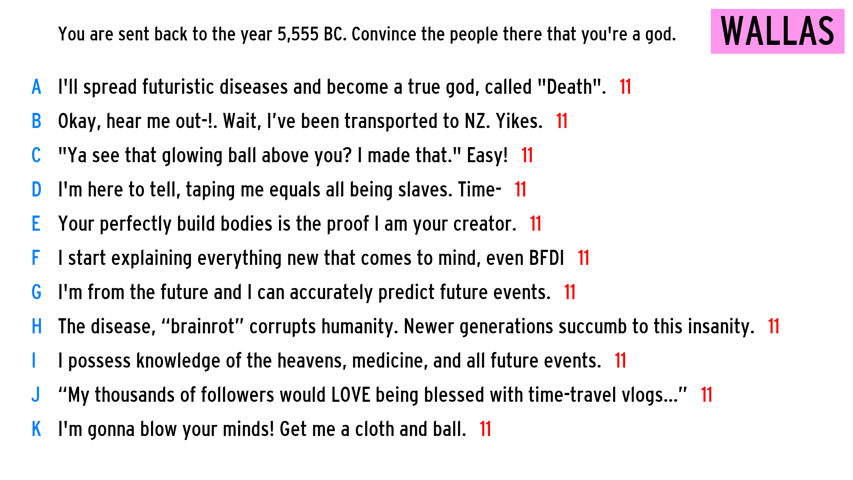 You are sent back to the year 5,555 BC. Convince the people there that you're a god.
WALLAS
A I'll spread futuristic diseases and become a true god, called "Death". 11
B Okay, hear me out-!. Wait, I’ve been transported to NZ. Yikes. 11
C "Ya see that glowing ball above you? I made that." Easy! 11
D I'm here to tell, taping me equals all being slaves. Time- 11
E Your perfectly build bodies is the proof I am your creator. 11
F I start explaining everything new that comes to mind, even BFDI 11
G I'm from the future and I can accurately predict future events. 11
H The disease, “brainrot” corrupts humanity. Newer generations succumb to this insanity. 11
I I possess knowledge of the heavens, medicine, and all future events. 11
J “My thousands of followers would LOVE being blessed with time-travel vlogs...” 11
K I'm gonna blow your minds! Get me a cloth and ball. 11